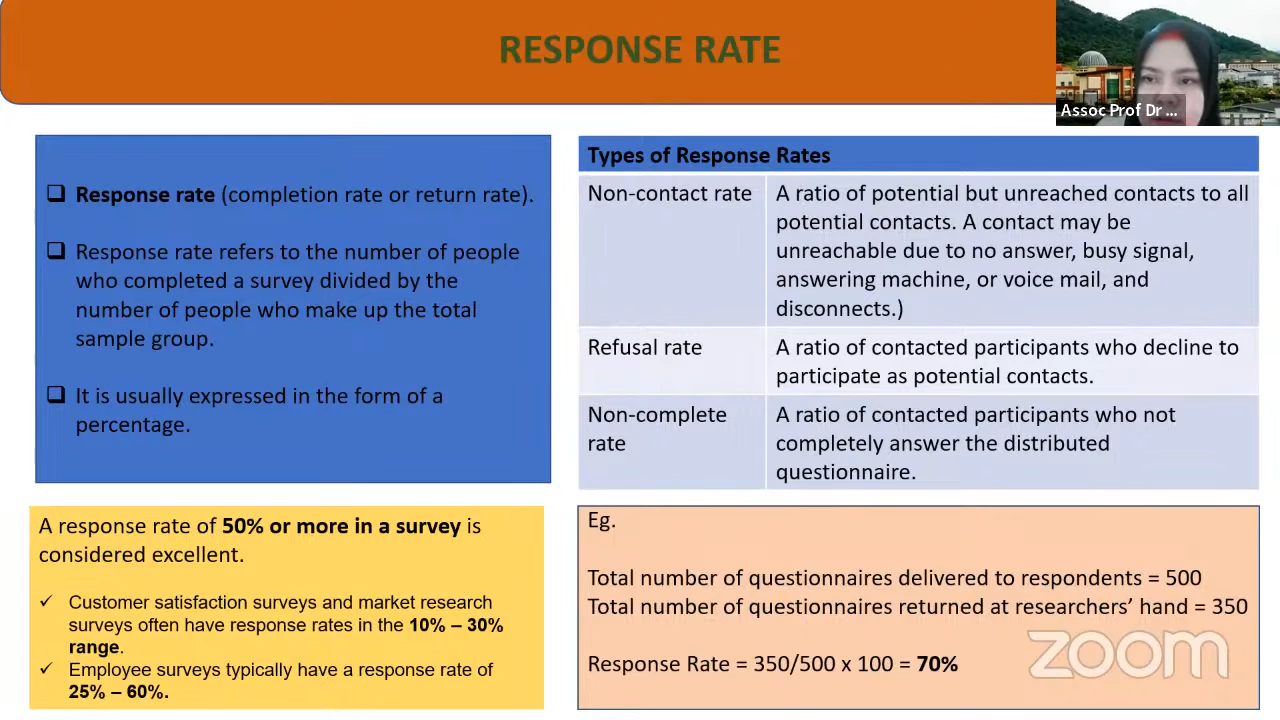 RESPONSE RATE
Assoc Prof Dr ...
Response rate (completion rate or return rate).
Response rate refers to the number of people
who completed a survey divided by the
number of people who make up the total
sample group.
It is usually expressed in the form of a
percentage.
Types of Response Rates
Non-contact rate
A ratio of potential but unreached contacts to all
potential contacts. A contact may be
unreachable due to no answer, busy signal,
answering machine, or voice mail, and
disconnects.)
Refusal rate
A ratio of contacted participants who decline to
participate as potential contacts.
Non-complete
rate
A ratio of contacted participants who not
completely answer the distributed
questionnaire.
A response rate of 50% or more in a survey is
considered excellent.
✓ Customer satisfaction surveys and market research
surveys often have response rates in the 10% – 30%
range.
✓ Employee surveys typically have a response rate of
25% – 60%.
Eg.
Total number of questionnaires delivered to respondents = 500
Total number of questionnaires returned at researchers’ hand = 350
Response Rate = 350/500 x 100 = 70%
zoom